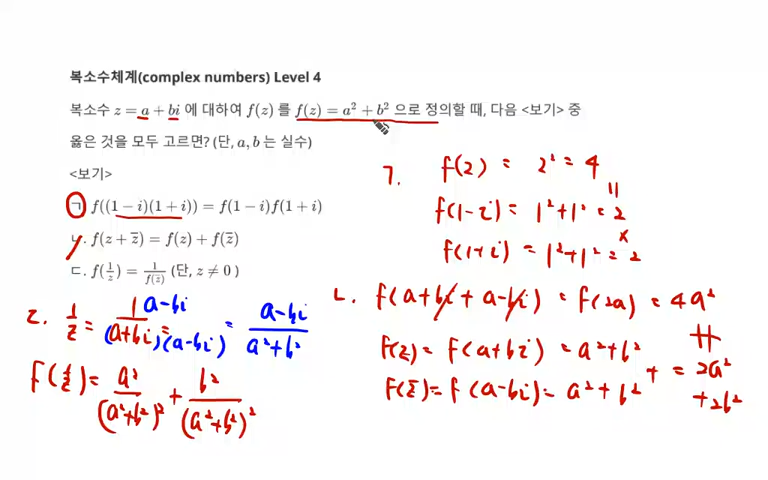 복소수체계(complex numbers) Level 4
복소수 z = a + bi 에 대하여 f(z) 를 f(z) = a² + b² 으로 정의할 때, 다음 <보기> 중
옳은 것을 모두 고르면? (단, a, b 는 실수)
<보기>
ㄱ. f((1 − i)(1 + i)) = f(1 − i)f(1 + i)
ㄴ. f(z + z̄) = f(z) + f(z̄)
ㄷ. f(1/z) = 1/f(z̄) (단, z ≠ 0 )
ㄱ. f(2) = 2² = 4
=
f(1-i) = 1²+1² = 2
×
f(1+i) = 1²+1² = 2
ㄴ. f(a+bi+a-bi) = f(2a) = 4a²
≠
f(z) = f(a+bi) = a²+b²
+ = 2a²
+2b²
f(z̄) = f(a-bi) = a²+b²
ㄷ. 1/z = 1(a-bi)/(a+bi)(a-bi) = (a-bi)/(a²+b²)
f(1/z) = a²/(a²+b²)² + b²/(a²+b²)²